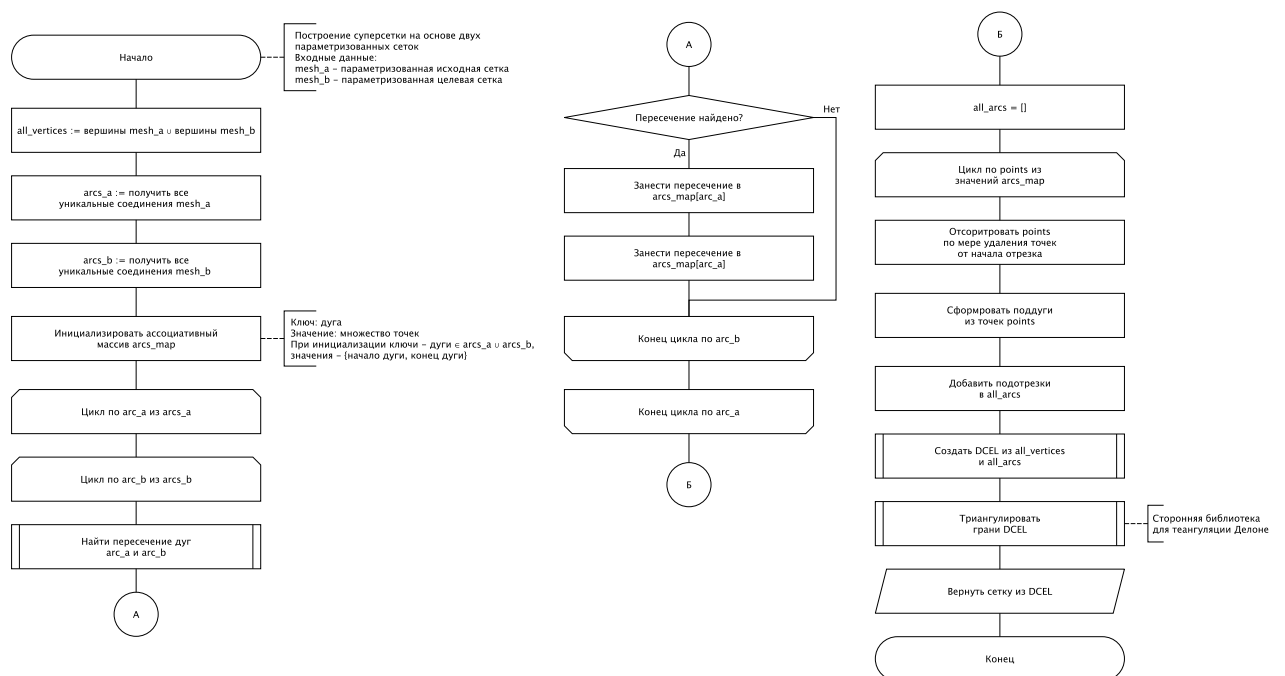 Начало
Построение суперсетки на основе двух
параметризованных сеток
Входные данные:
mesh_a – параметризованная исходная сетка
mesh_b – параметризованная целевая сетка
all_vertices := вершины mesh_a ∪ вершины mesh_b
arcs_a := получить все
уникальные соединения mesh_a
arcs_b := получить все
уникальные соединения mesh_b
Инициализировать ассоциативный
массив arcs_map
Ключ: дуга
Значение: множество точек
При инициализации ключи – дуги ∈ arcs_a ∪ arcs_b,
значения – {начало дуги, конец дуги}
Цикл по arc_a из arcs_a
Цикл по arc_b из arcs_b
Найти пересечение дуг
arc_a и arc_b
А
А
Пересечение найдено?
Нет
Да
Занести пересечение в
arcs_map[arc_a]
Занести пересечение в
arcs_map[arc_a]
Конец цикла по arc_b
Конец цикла по arc_a
Б
Б
all_arcs = []
Цикл по points из
значений arcs_map
Отсоритровать points
по мере удаления точек
от начала отрезка
Сформировать поддуги
из точек points
Добавить подотрезки
в all_arcs
Создать DCEL из all_vertices
и all_arcs
Триангулировать
грани DCEL
Сторонняя библиотека
для теангуляции Делоне
Вернуть сетку из DCEL
Конец